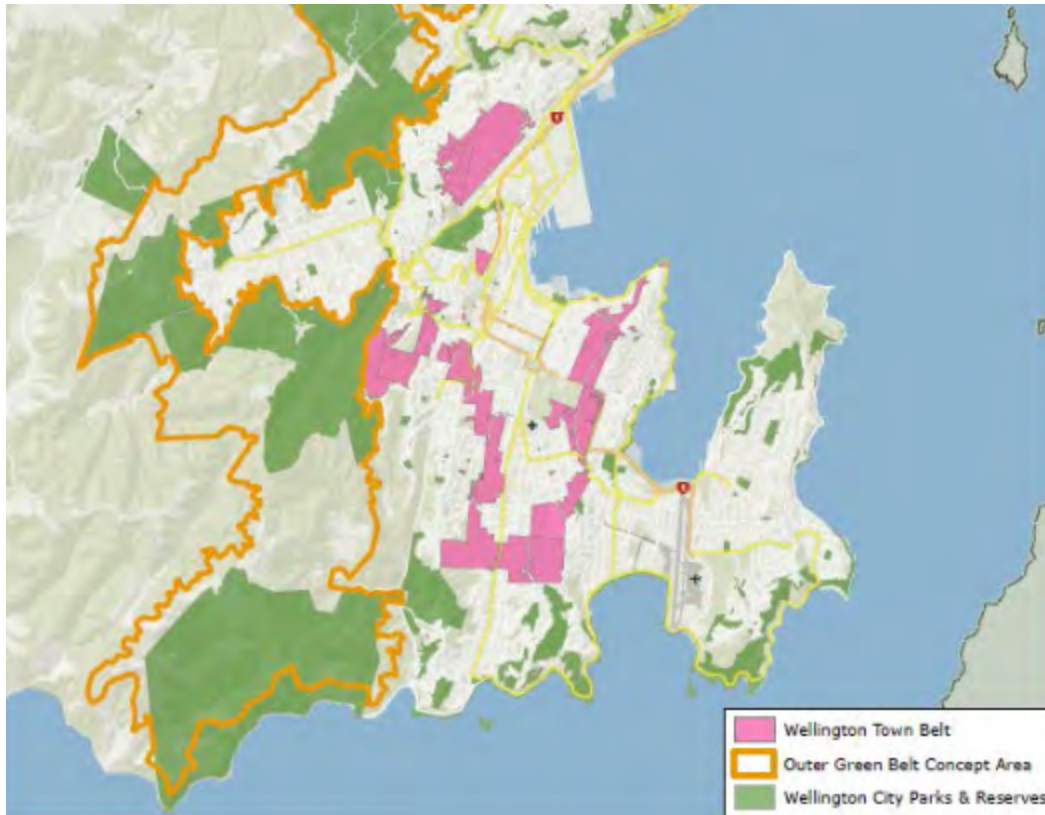 Wellington Town Belt
Outer Green Belt Concept Area
Wellington City Parks & Reserves